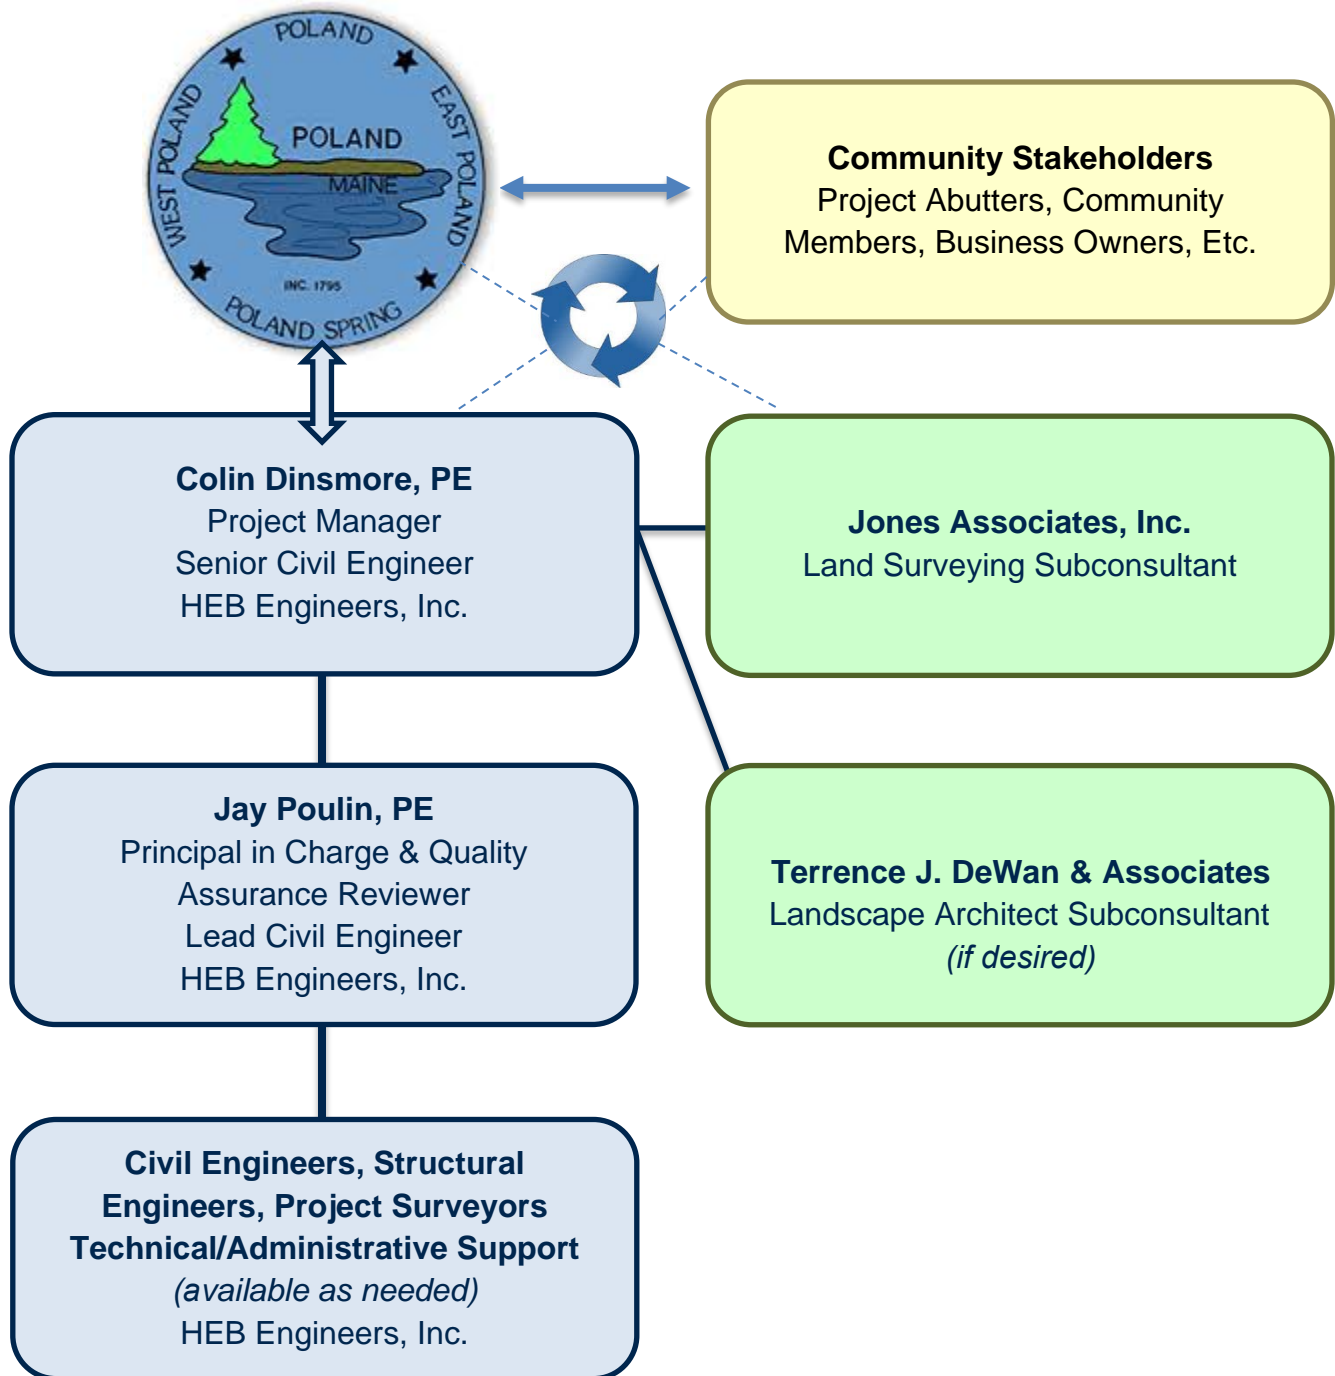 POLAND
WEST POLAND
EAST POLAND
POLAND
MAINE
INC. 1795
POLAND SPRING
Community Stakeholders
Project Abutters, Community
Members, Business Owners, Etc.
Colin Dinsmore, PE
Project Manager
Senior Civil Engineer
HEB Engineers, Inc.
Jones Associates, Inc.
Land Surveying Subconsultant
Jay Poulin, PE
Principal in Charge & Quality
Assurance Reviewer
Lead Civil Engineer
HEB Engineers, Inc.
Terrence J. DeWan & Associates
Landscape Architect Subconsultant
(if desired)
Civil Engineers, Structural
Engineers, Project Surveyors
Technical/Administrative Support
(available as needed)
HEB Engineers, Inc.